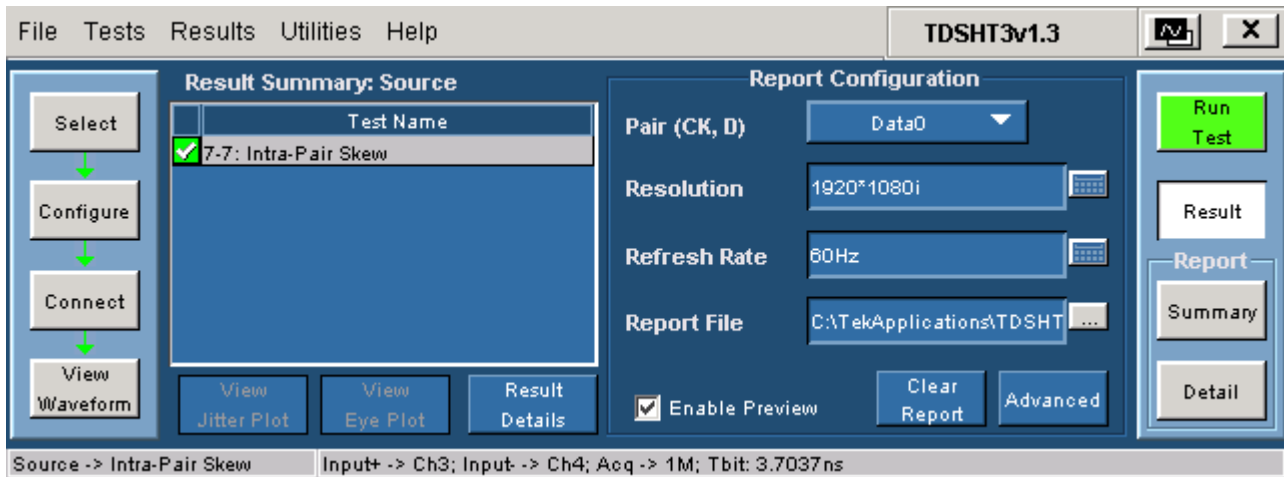 File Tests Results Utilities Help TDSHT3v1.3
Select
Configure
Connect
View
Waveform
Result Summary: Source
Test Name
7-7: Intra-Pair Skew
View
Jitter Plot
View
Eye Plot
Result
Details
Report Configuration
Pair (CK, D) Data0
Resolution 1920*1080i
Refresh Rate 60Hz
Report File C:\TekApplications\TDSHT ...
Enable Preview
Clear
Report
Advanced
Run
Test
Result
Report
Summary
Detail
Source -> Intra-Pair Skew Input+ -> Ch3; Input- -> Ch4; Acq -> 1M; Tbit: 3.7037ns